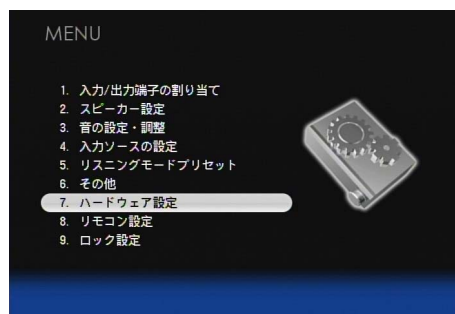 MENU
1. 入力/出力端子の割り当て
2. スピーカー設定
3. 音の設定・調整
4. 入力ソースの設定
5. リスニングモードプリセット
6. その他
7. ハードウェア設定
8. リモコン設定
9. ロック設定